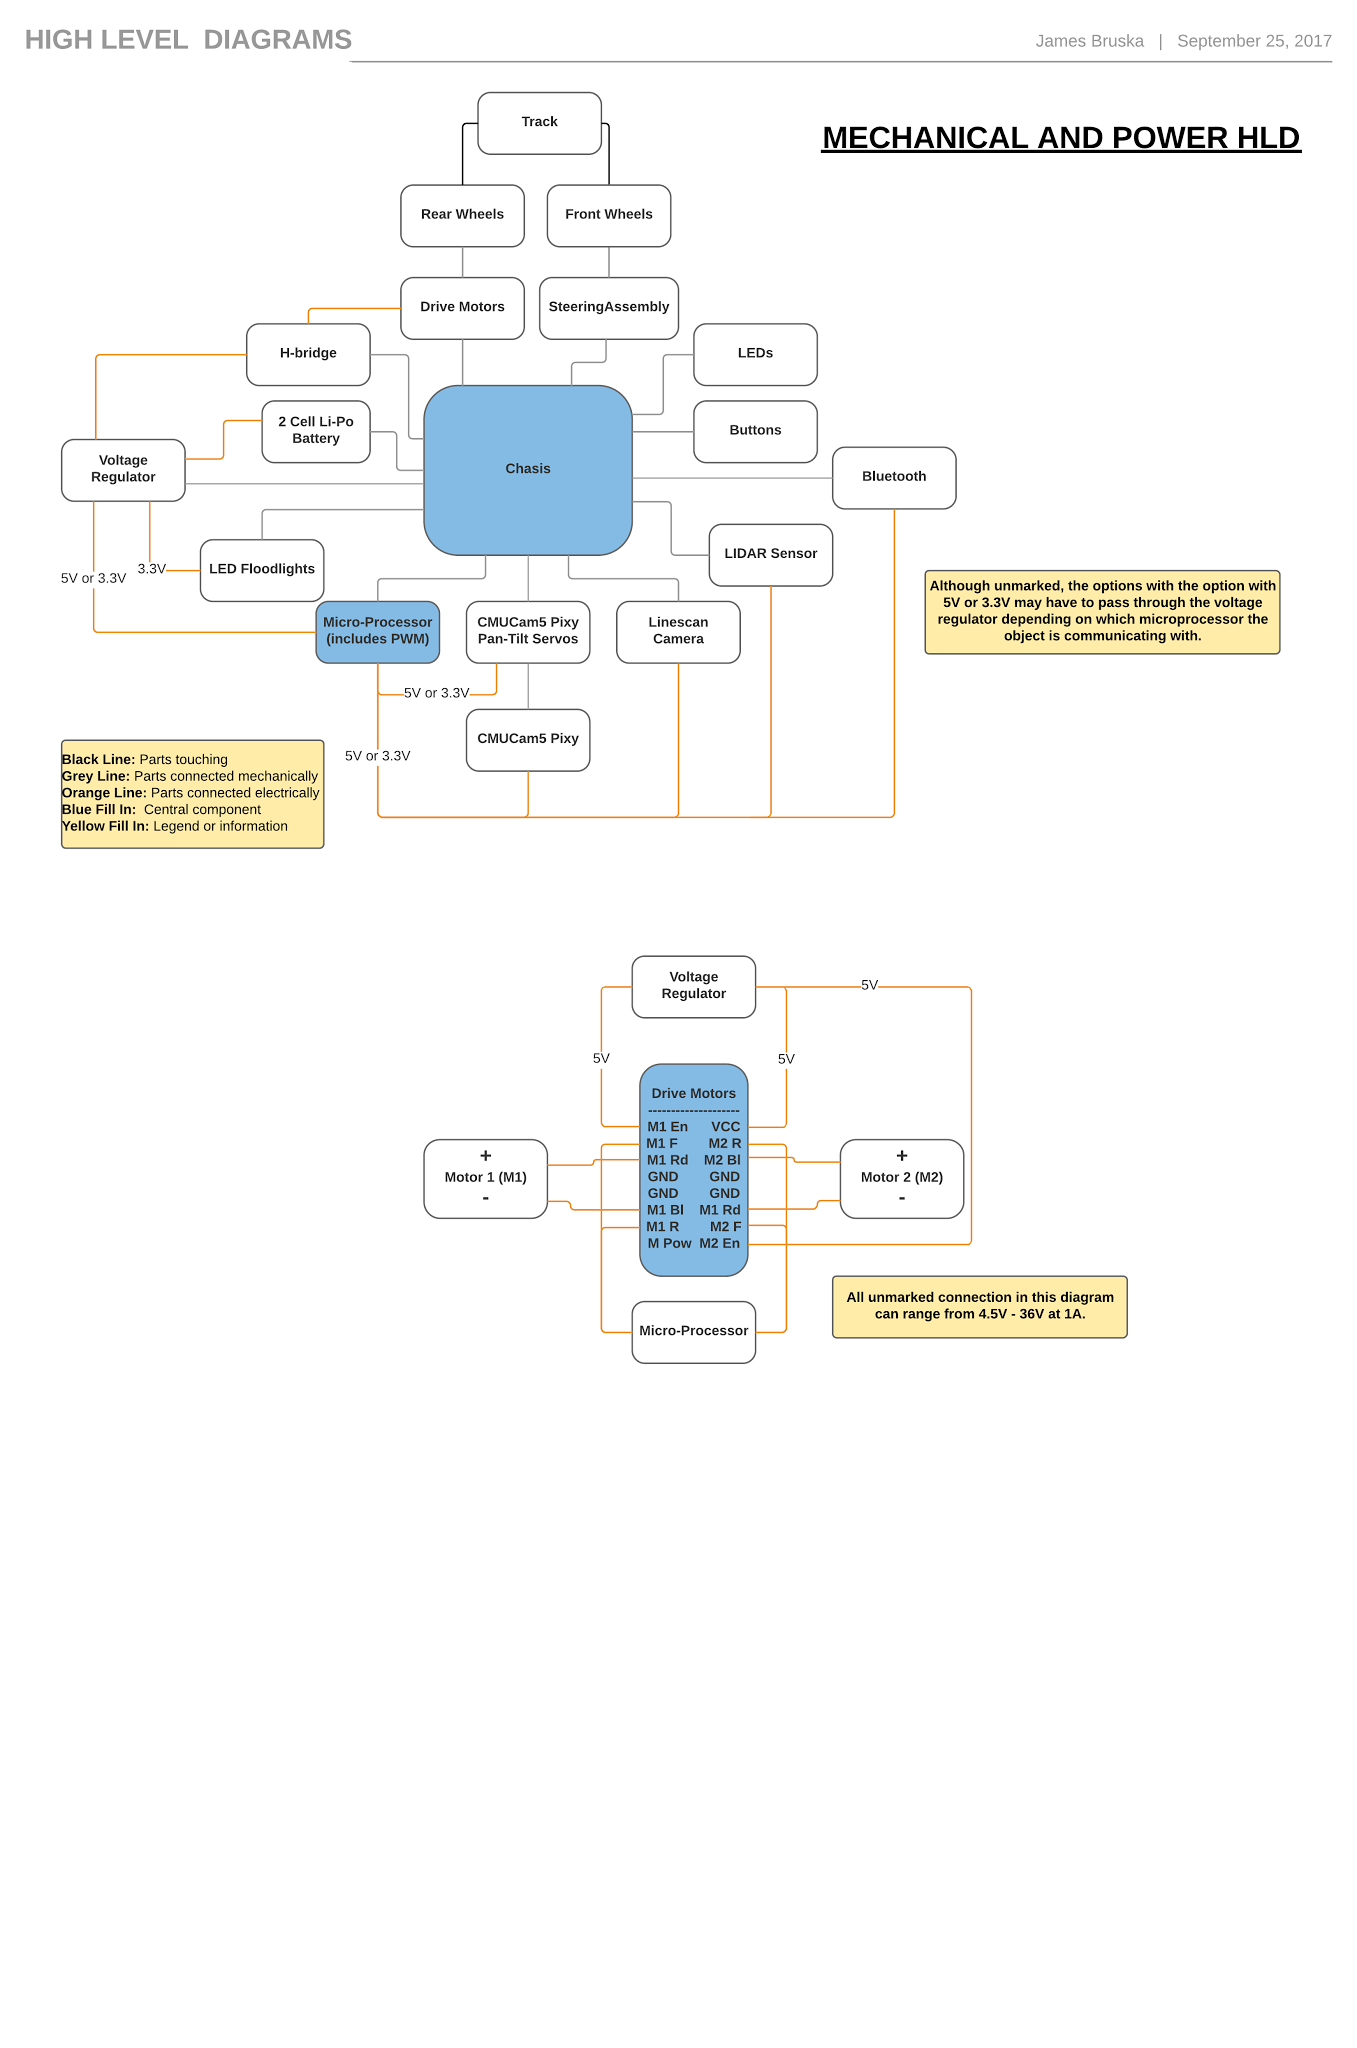 HIGH LEVEL  DIAGRAMS
James Bruska   |   September 25, 2017
MECHANICAL AND POWER HLD
Track
Rear Wheels
Front Wheels
Drive Motors
SteeringAssembly
H-bridge
LEDs
2 Cell Li-Po
Battery
Buttons
Voltage
Regulator
Chasis
Bluetooth
LIDAR Sensor
LED Floodlights
3.3V
5V or 3.3V
Although unmarked, the options with the option with
5V or 3.3V may have to pass through the voltage
regulator depending on which microprocessor the
object is communicating with.
Micro-Processor
(includes PWM)
CMUCam5 Pixy
Pan-Tilt Servos
Linescan
Camera
5V or 3.3V
CMUCam5 Pixy
5V or 3.3V
Black Line: Parts touching
Grey Line: Parts connected mechanically
Orange Line: Parts connected electrically
Blue Fill In:  Central component
Yellow Fill In: Legend or information
Voltage
Regulator
5V
5V
5V
Drive Motors
--------------------
M1 En VCC
M1 F M2 R
M1 Rd M2 Bl
GND GND
GND GND
M1 Bl M1 Rd
M1 R M2 F
M Pow M2 En
+
Motor 1 (M1)
-
+
Motor 2 (M2)
-
All unmarked connection in this diagram
can range from 4.5V - 36V at 1A.
Micro-Processor